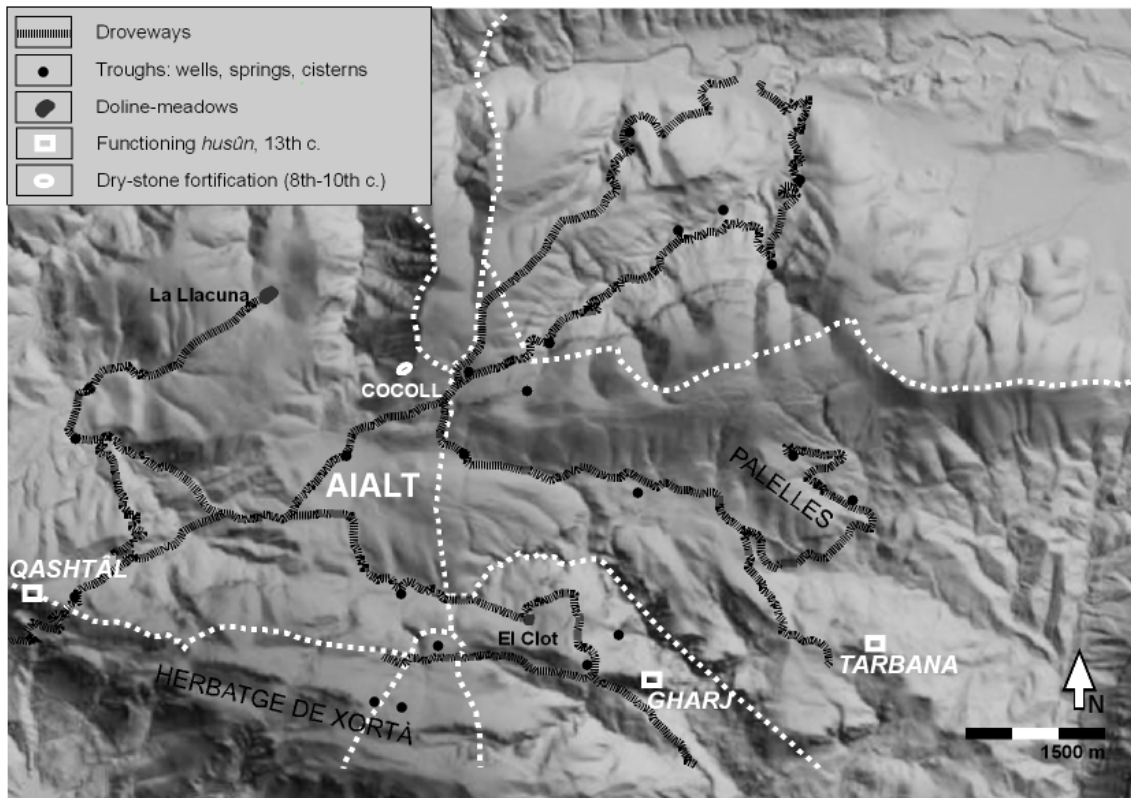 Droveways
Troughs: wells, springs, cisterns
Doline-meadows
Functioning husûn, 13th c.
Dry-stone fortification (8th-10th c.)
La Llacuna
COCOLL
AIALT
PALELLES
QASHTÂL
El Clot
TARBANA
GHARJ
HERBATGE DE XORTÀ
N
1500 m